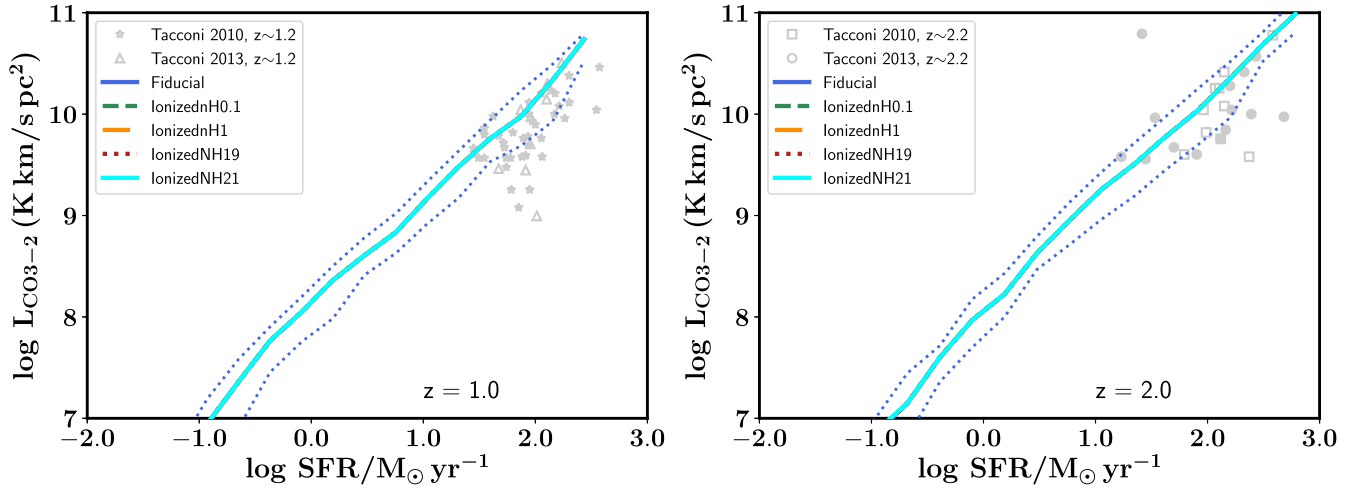 11
10
9
8
7
log L_CO3−2 (K km/s pc²)
Tacconi 2010, z∼1.2
Tacconi 2013, z∼1.2
Fiducial
IonizednH0.1
IonizednH1
IonizedNH19
IonizedNH21
z = 1.0
−2.0 −1.0 0.0 1.0 2.0 3.0
log SFR/M⊙ yr⁻¹
11
10
9
8
7
log L_CO3−2 (K km/s pc²)
Tacconi 2010, z∼2.2
Tacconi 2013, z∼2.2
Fiducial
IonizednH0.1
IonizednH1
IonizedNH19
IonizedNH21
z = 2.0
−2.0 −1.0 0.0 1.0 2.0 3.0
log SFR/M⊙ yr⁻¹